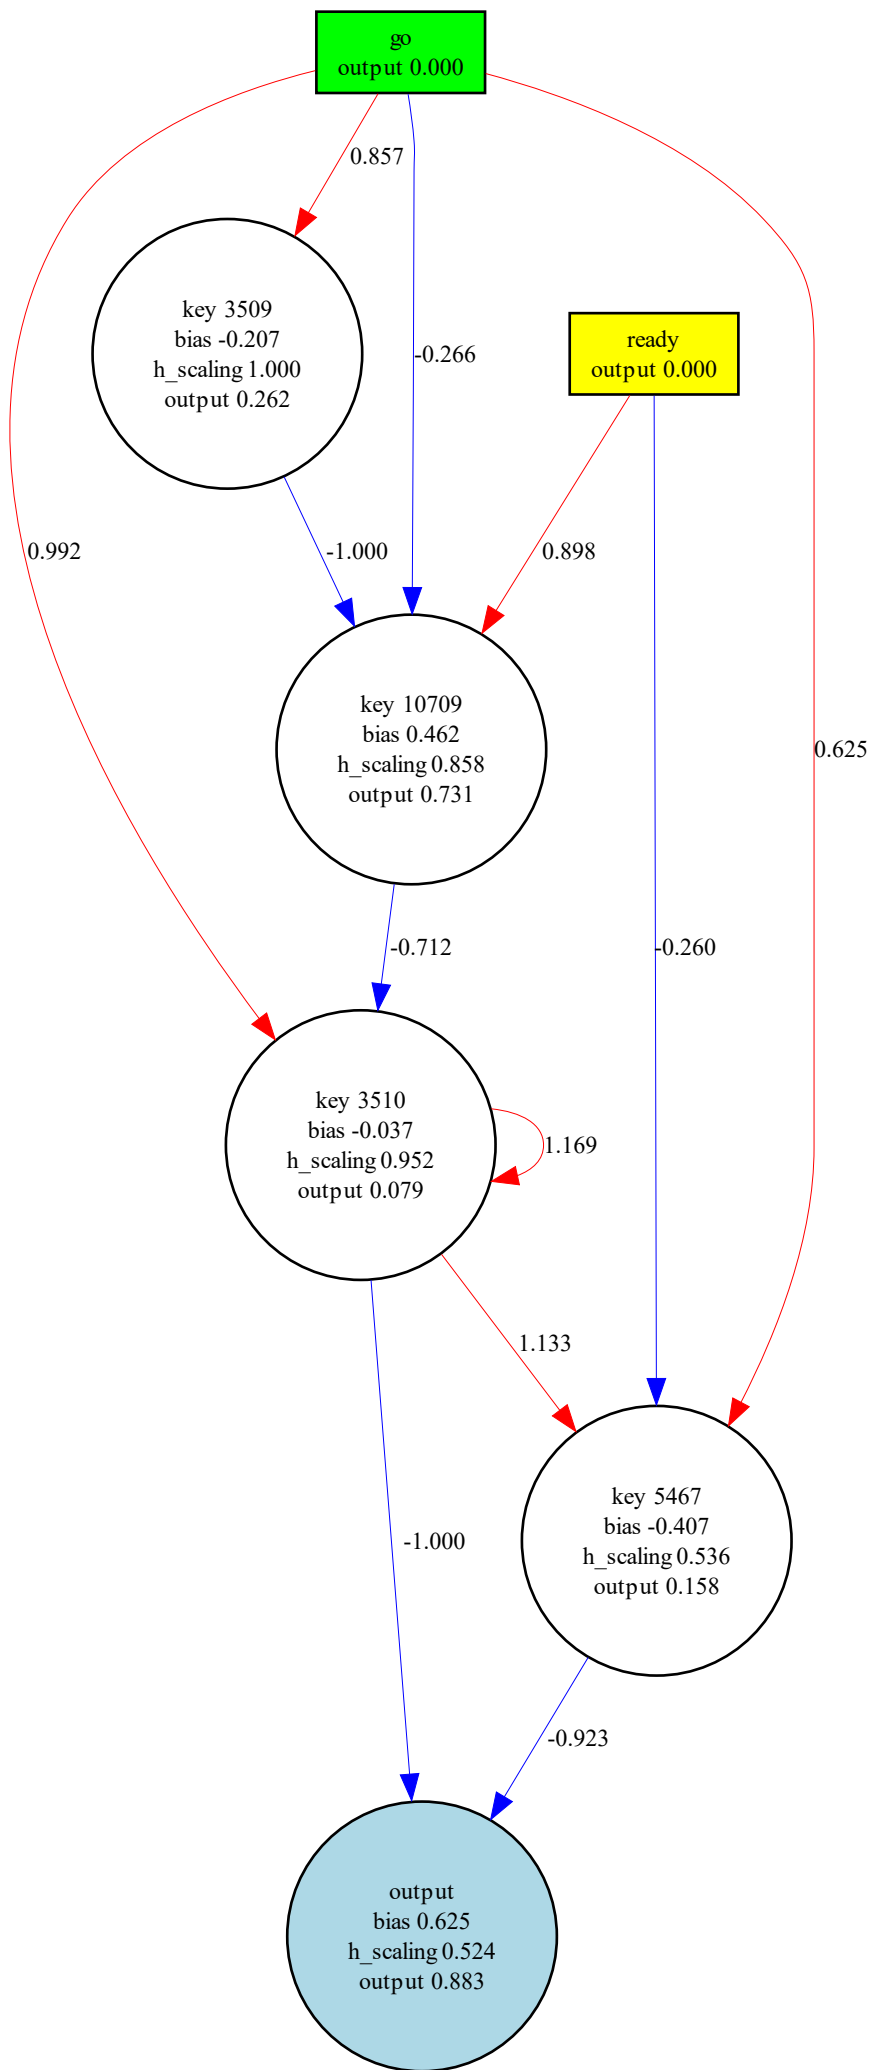 go
output 0.000
0.857
key 3509
bias -0.207
h_scaling 1.000
output 0.262
-0.266
ready
output 0.000
0.992
-1.000
0.898
key 10709
bias 0.462
h_scaling 0.858
output 0.731
0.625
-0.712
-0.260
key 3510
bias -0.037
h_scaling 0.952
output 0.079
1.169
1.133
key 5467
bias -0.407
h_scaling 0.536
output 0.158
-1.000
-0.923
output
bias 0.625
h_scaling 0.524
output 0.883